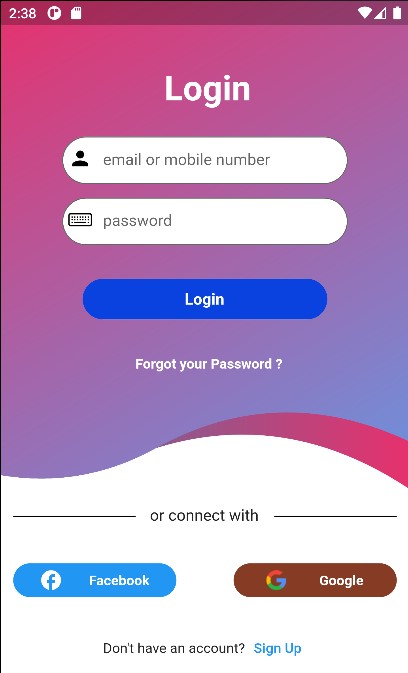 2:38
Login
email or mobile number
password
Login
Forgot your Password ?
or connect with
Facebook
Google
Don't have an account? Sign Up